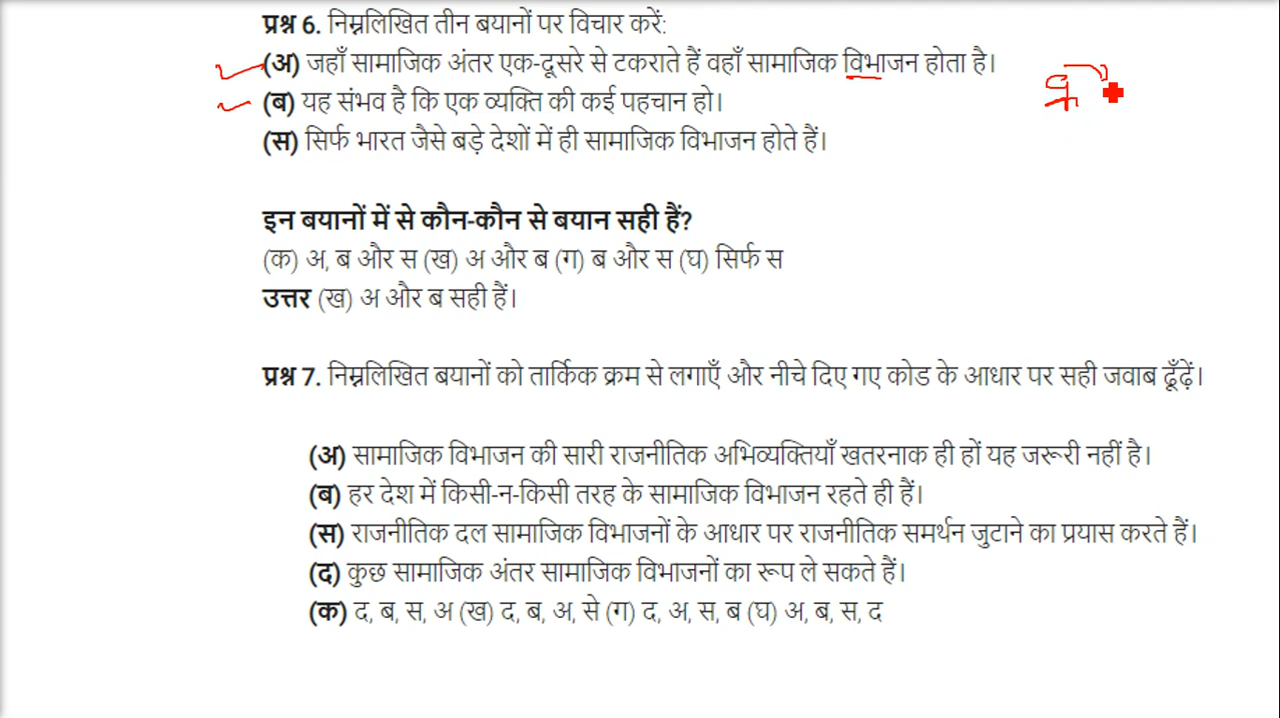 प्रश्न 6. निम्नलिखित तीन बयानों पर विचार करें:
(अ) जहाँ सामाजिक अंतर एक-दूसरे से टकराते हैं वहाँ सामाजिक विभाजन होता है।
(ब) यह संभव है कि एक व्यक्ति की कई पहचान हो।
(स) सिर्फ भारत जैसे बड़े देशों में ही सामाजिक विभाजन होते हैं।
इन बयानों में से कौन-कौन से बयान सही हैं?
(क) अ, ब और स (ख) अ और ब (ग) ब और स (घ) सिर्फ स
उत्तर (ख) अ और ब सही हैं।
प्रश्न 7. निम्नलिखित बयानों को तार्किक क्रम से लगाएँ और नीचे दिए गए कोड के आधार पर सही जवाब ढूँढ़ें।
(अ) सामाजिक विभाजन की सारी राजनीतिक अभिव्यक्तियाँ खतरनाक ही हों यह जरूरी नहीं है।
(ब) हर देश में किसी-न-किसी तरह के सामाजिक विभाजन रहते ही हैं।
(स) राजनीतिक दल सामाजिक विभाजनों के आधार पर राजनीतिक समर्थन जुटाने का प्रयास करते हैं।
(द) कुछ सामाजिक अंतर सामाजिक विभाजनों का रूप ले सकते हैं।
(क) द, ब, स, अ (ख) द, ब, अ, से (ग) द, अ, स, ब (घ) अ, ब, स, द